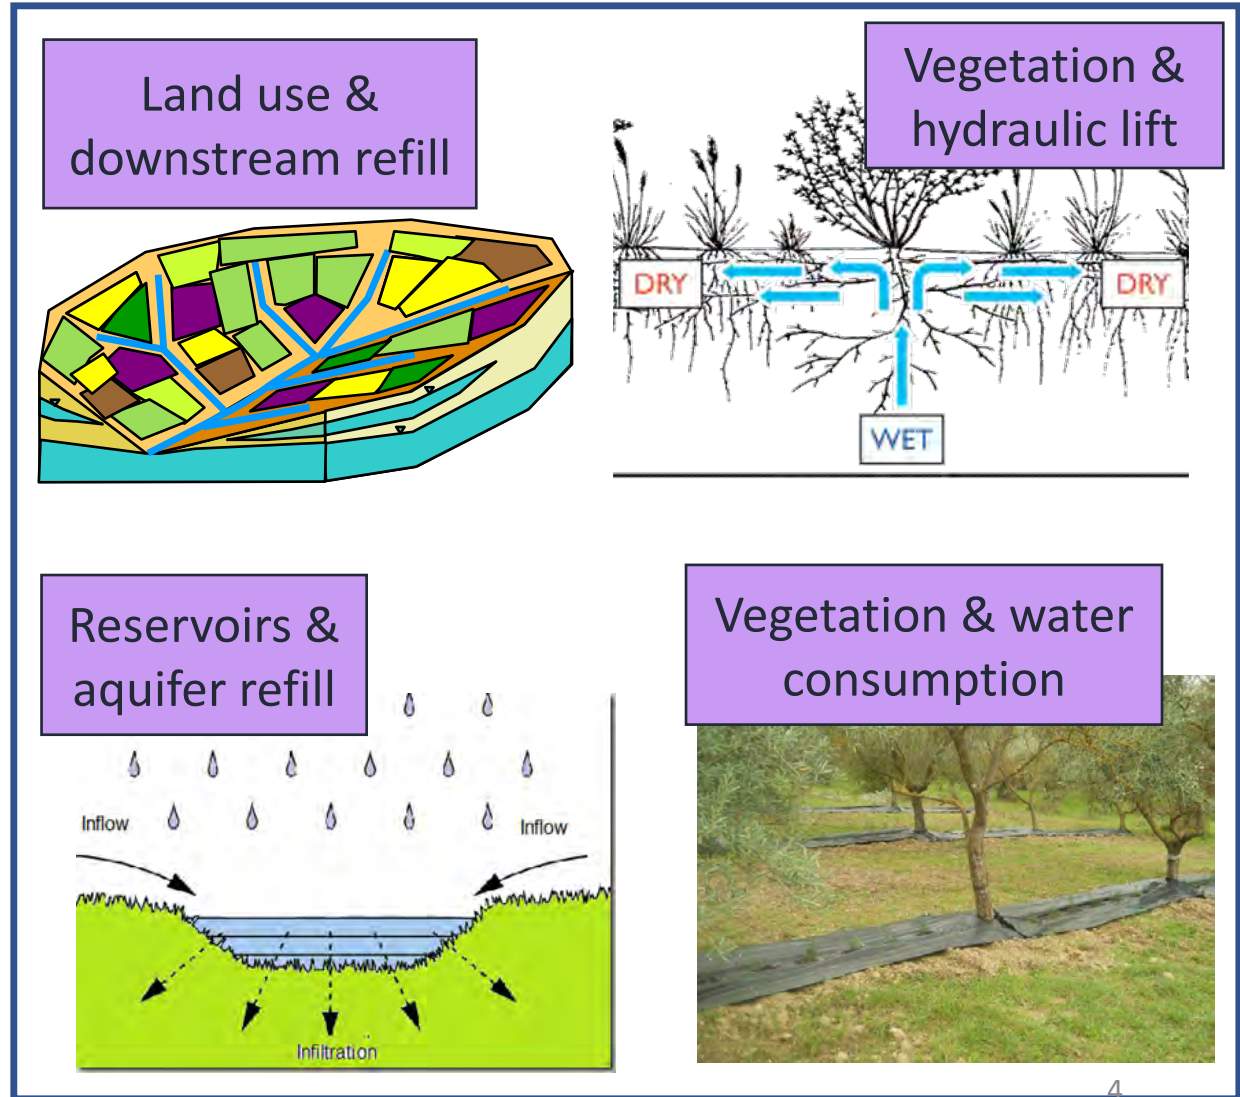 Land use &
downstream refill
Vegetation &
hydraulic lift
DRY
DRY
WET
Reservoirs &
aquifer refill
Inflow
Inflow
Infiltration
Vegetation & water
consumption
4